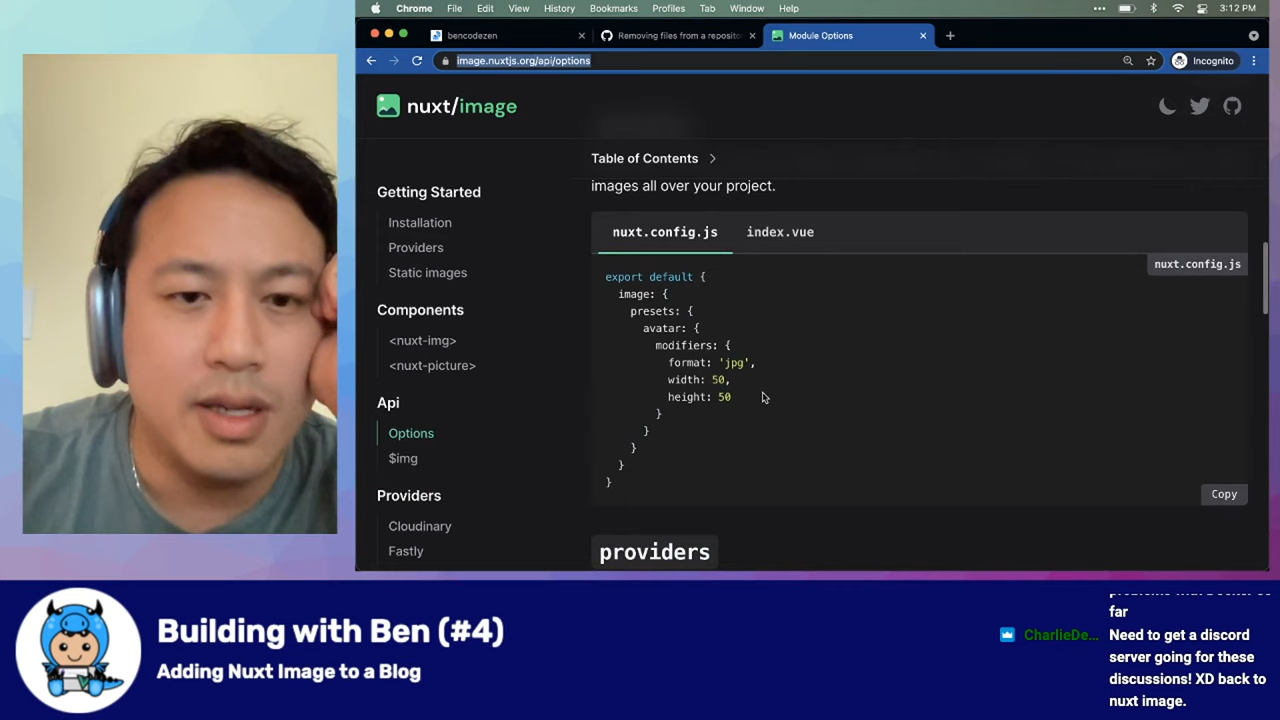 Chrome File Edit View History Bookmarks Profiles Tab Window Help 3:12 PM
bencodezen
Removing files from a reposito
Module Options
image.nuxtjs.org/api/options
Incognito
nuxt/image
Getting Started
Installation
Providers
Static images
Components
<nuxt-img>
<nuxt-picture>
Api
Options
$img
Providers
Cloudinary
Fastly
Table of Contents
images all over your project.
nuxt.config.js index.vue
nuxt.config.js
export default {
image: {
presets: {
avatar: {
modifiers: {
format: 'jpg',
width: 50,
height: 50
}
}
}
}
}
Copy
providers
Building with Ben (#4)
Adding Nuxt Image to a Blog
far
CharlieDe...
Need to get a discord
server going for these
discussions! XD back to
nuxt image.